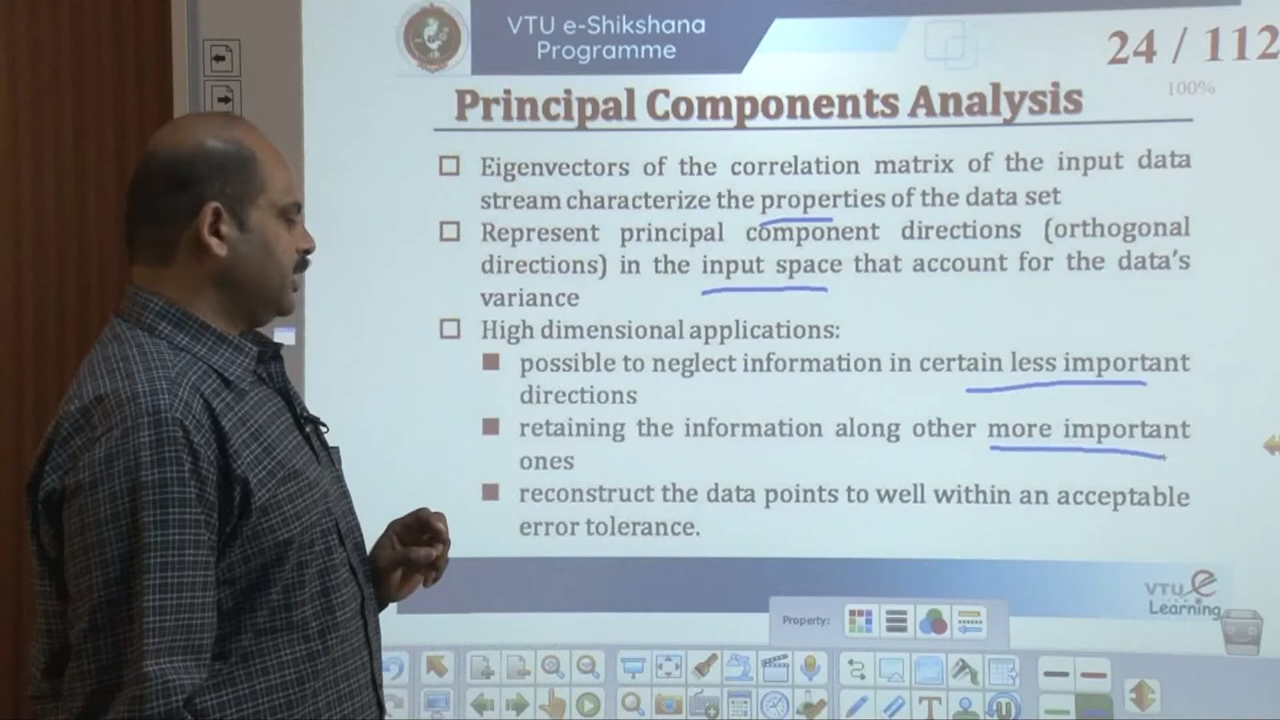 VTU e-Shikshana
Programme
24 / 112
100%
Principal Components Analysis
Eigenvectors of the correlation matrix of the input data
stream characterize the properties of the data set
Represent principal component directions (orthogonal
directions) in the input space that account for the data's
variance
High dimensional applications:
possible to neglect information in certain less important
directions
retaining the information along other more important
ones
reconstruct the data points to well within an acceptable
error tolerance.
VTU e
Learning
Property: